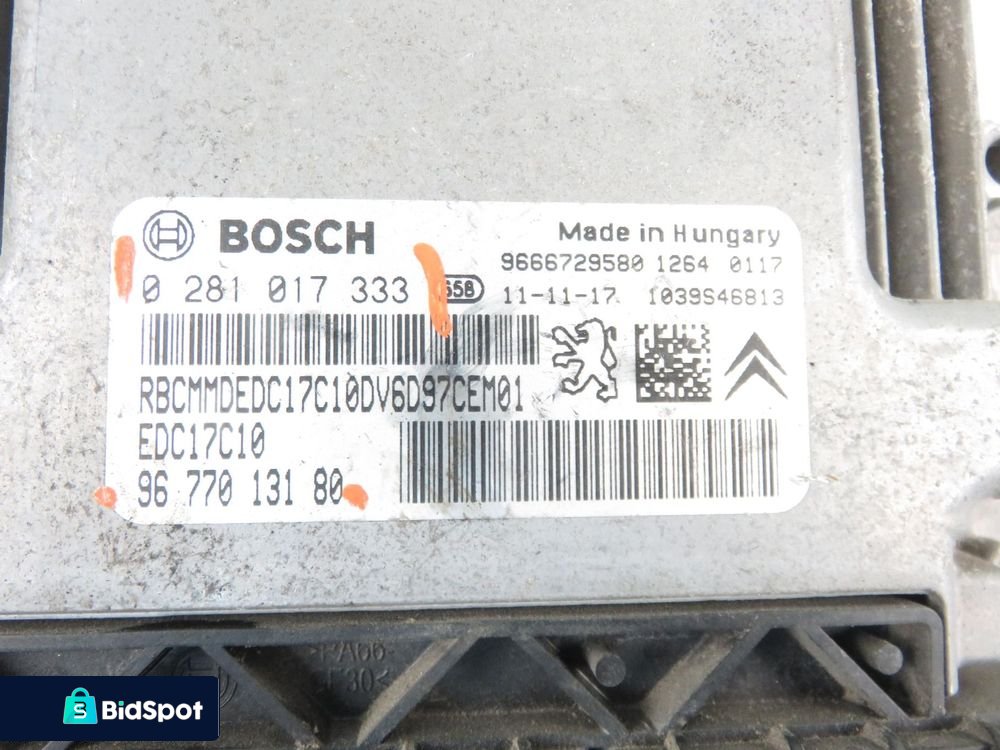 BOSCH
Made in Hungary
9666729580 1264 0117
0 281 017 333
11-11-17 1039S46813
RBCMMDEDC17C10DV6D97CEM01
EDC17C10
96 770 131 80
BidSpot